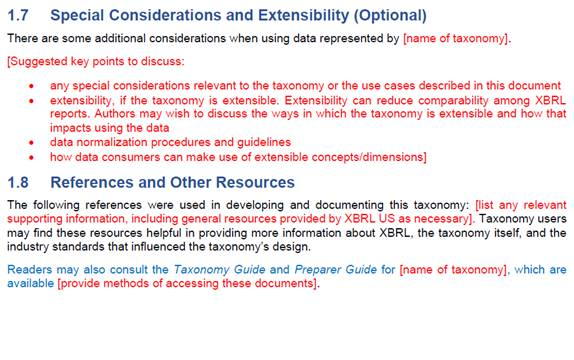 1.7 Special Considerations and Extensibility (Optional)
There are some additional considerations when using data represented by [name of taxonomy].
[Suggested key points to discuss:
• any special considerations relevant to the taxonomy or the use cases described in this document
• extensibility, if the taxonomy is extensible. Extensibility can reduce comparability among XBRL
reports. Authors may wish to discuss the ways in which the taxonomy is extensible and how that
impacts using the data
• data normalization procedures and guidelines
• how data consumers can make use of extensible concepts/dimensions]
1.8 References and Other Resources
The following references were used in developing and documenting this taxonomy: [list any relevant
supporting information, including general resources provided by XBRL US as necessary]. Taxonomy users
may find these resources helpful in providing more information about XBRL, the taxonomy itself, and the
industry standards that influenced the taxonomy's design.
Readers may also consult the Taxonomy Guide and Preparer Guide for [name of taxonomy], which are
available [provide methods of accessing these documents].